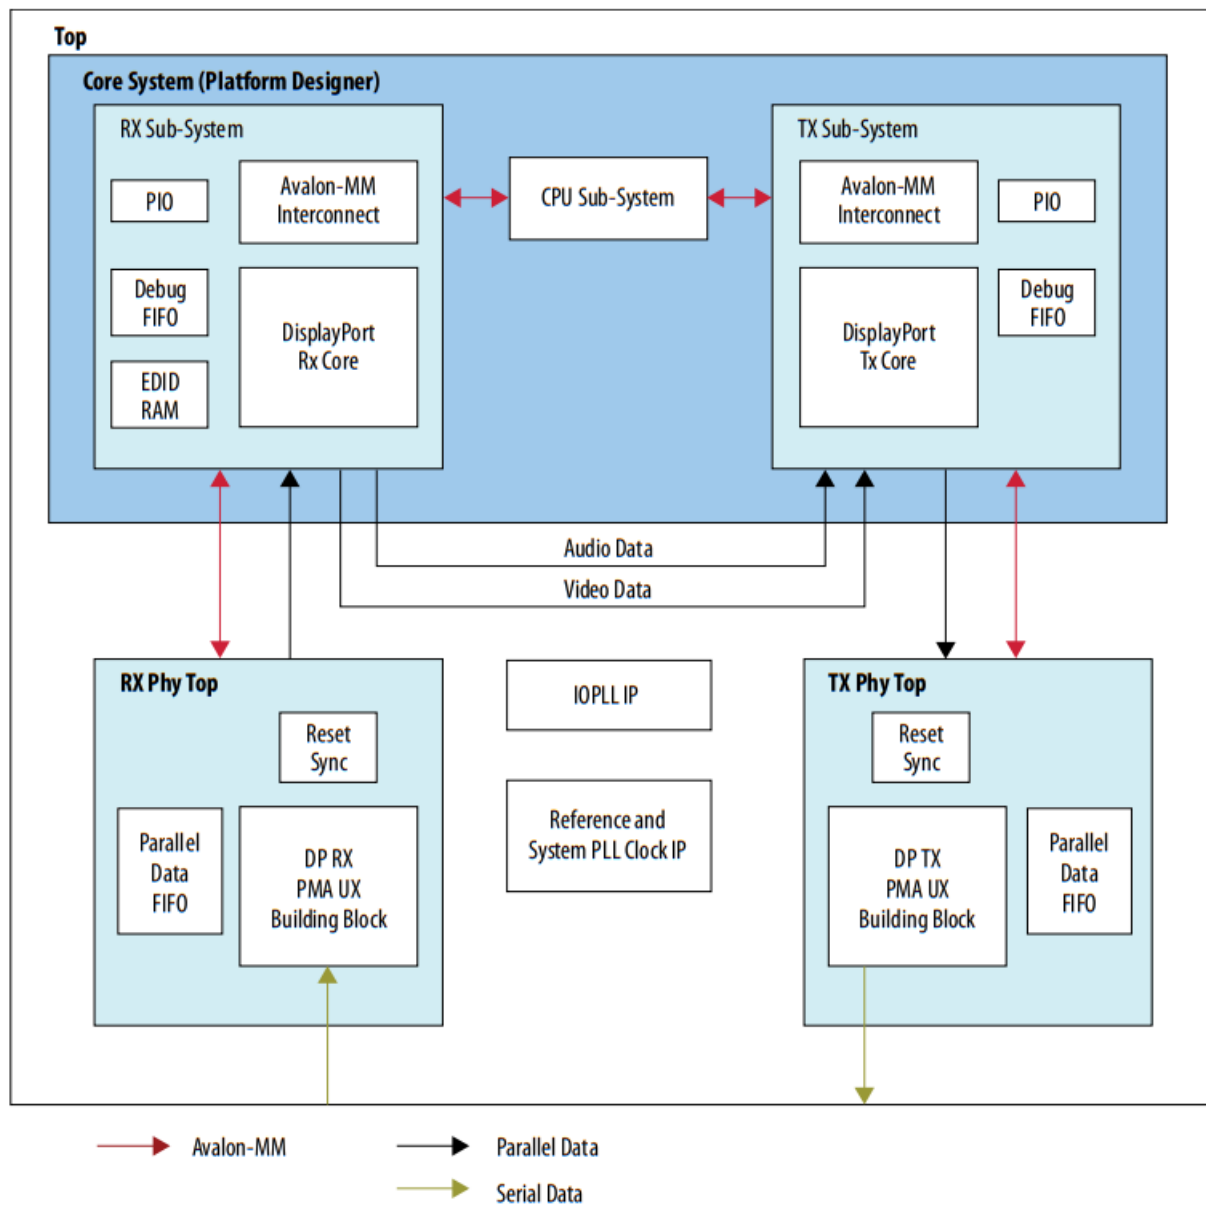 Top
Core System (Platform Designer)
RX Sub-System
PIO
Avalon-MM
Interconnect
Debug
FIFO
DisplayPort
Rx Core
EDID
RAM
CPU Sub-System
TX Sub-System
Avalon-MM
Interconnect
PIO
DisplayPort
Tx Core
Debug
FIFO
Audio Data
Video Data
RX Phy Top
Reset
Sync
Parallel
Data
FIFO
DP RX
PMA UX
Building Block
IOPLL IP
Reference and
System PLL Clock IP
TX Phy Top
Reset
Sync
DP TX
PMA UX
Building Block
Parallel
Data
FIFO
Avalon-MM
Parallel Data
Serial Data